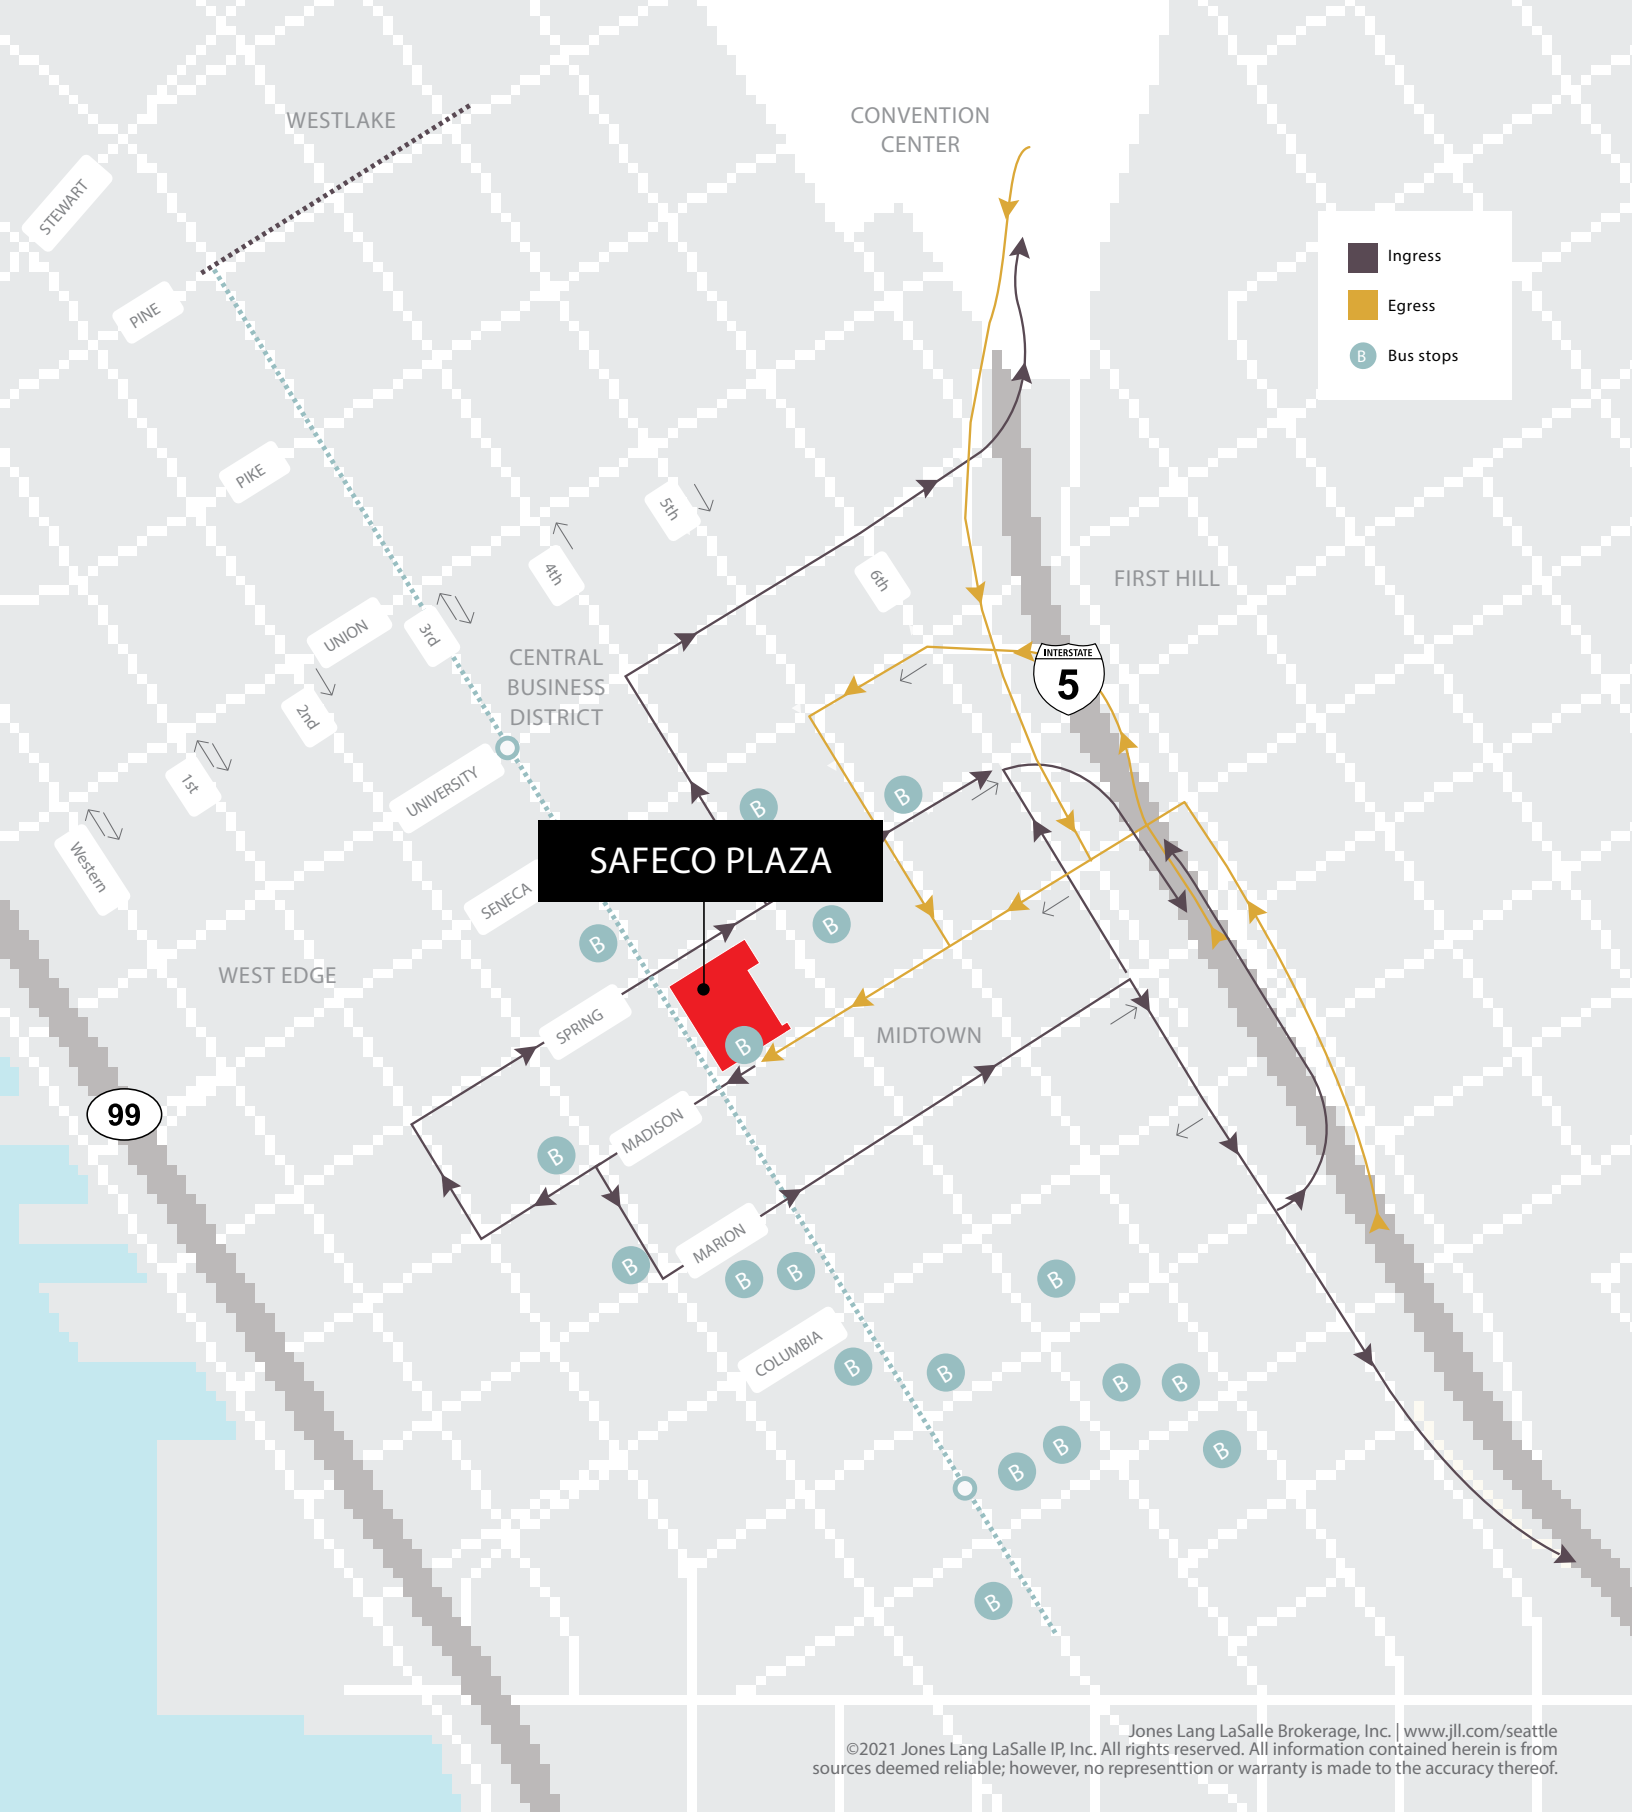 WESTLAKE
CONVENTION
CENTER
STEWART
PINE
Ingress
Egress
B Bus stops
PIKE
5th
4th
6th
FIRST HILL
UNION
3rd
CENTRAL
BUSINESS
DISTRICT
INTERSTATE
5
2nd
1st
UNIVERSITY
B
B
Western
SAFECO PLAZA
SENECA
B
B
WEST EDGE
SPRING
B
MIDTOWN
99
MADISON
B
MARION
B
B
B
B
COLUMBIA
B
B
B
B
B
B
B
B
Jones Lang LaSalle Brokerage, Inc. | www.jll.com/seattle
©2021 Jones Lang LaSalle IP, Inc. All rights reserved. All information contained herein is from
sources deemed reliable; however, no representtion or warranty is made to the accuracy thereof.